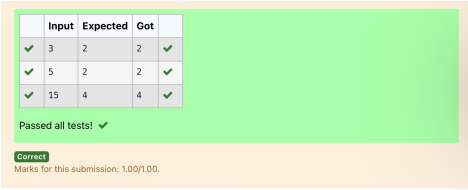 Input Expected Got
3 2 2
5 2 2
15 4 4
Passed all tests!
Correct
Marks for this submission: 1.00/1.00.